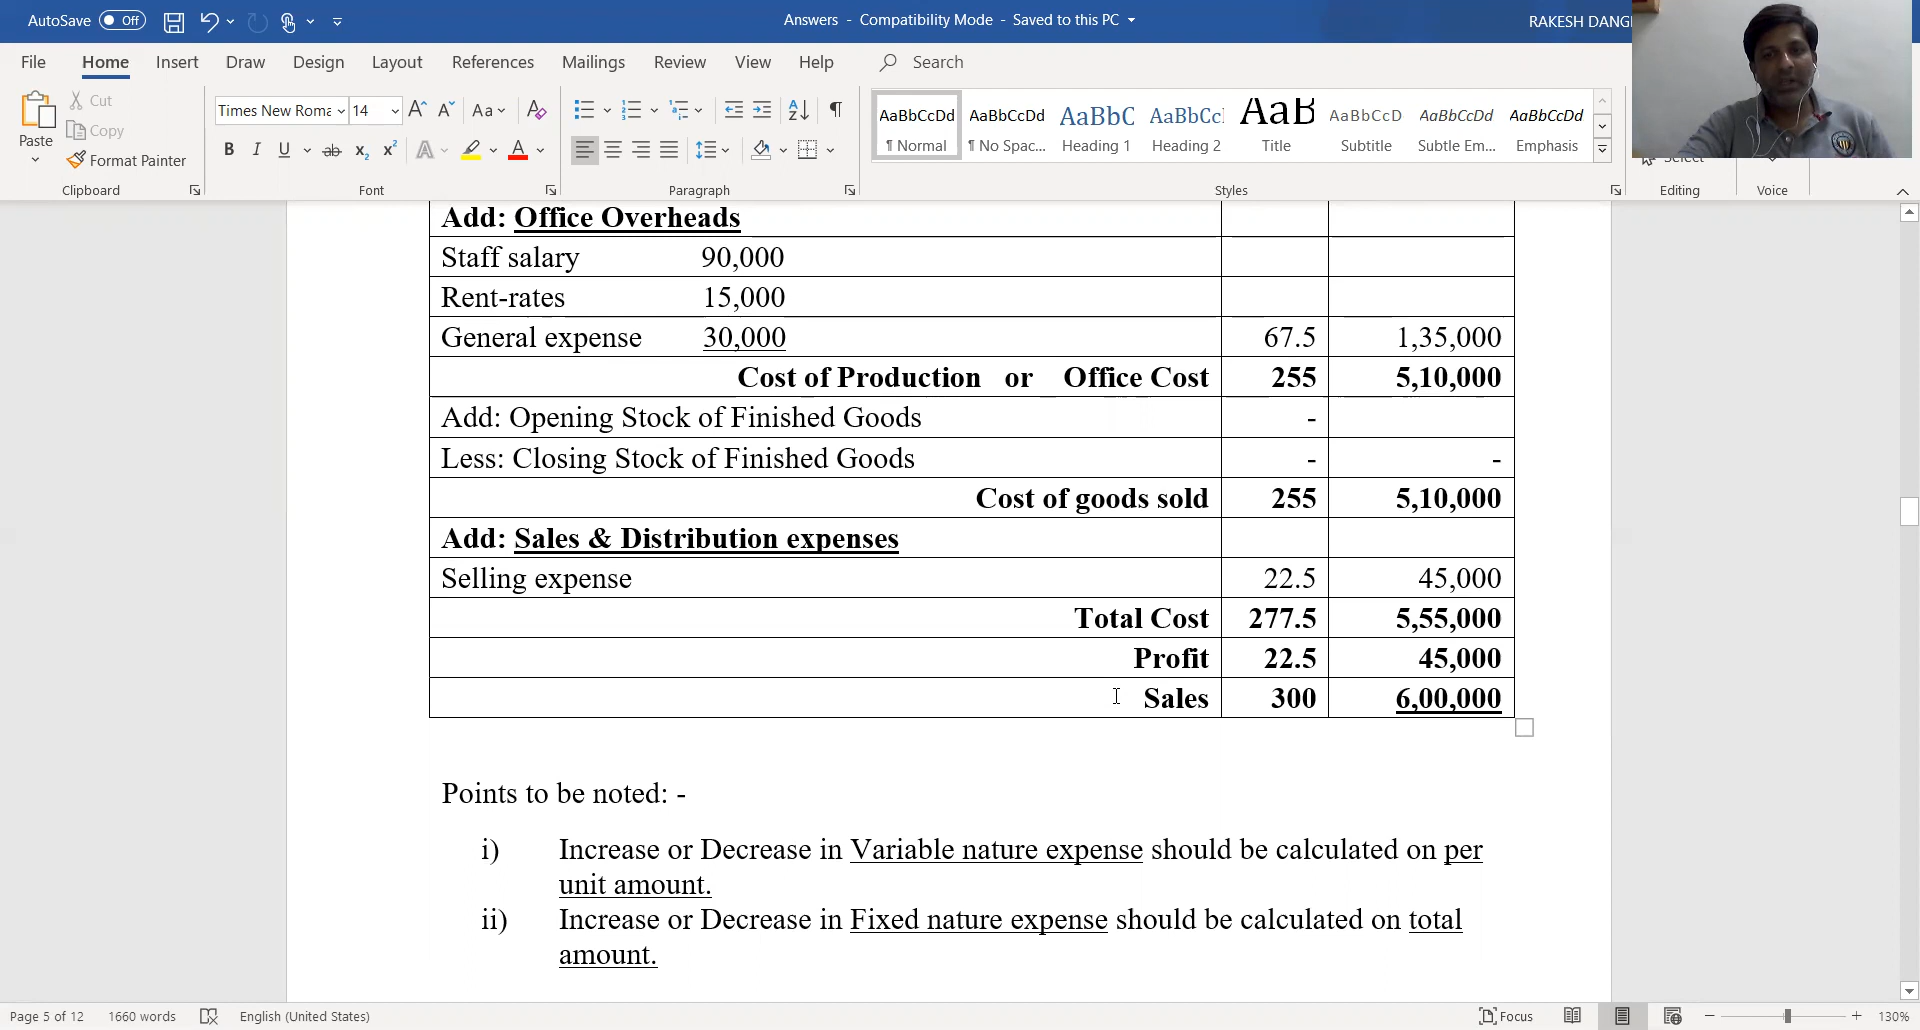 AutoSave Off Answers - Compatibility Mode - Saved to this PC RAKESH DANGI
File Home Insert Draw Design Layout References Mailings Review View Help Search
Paste Cut Copy Format Painter
Times New Roma 14 Aa
B I U ab x₂ x² A A
AaBbCcDd AaBbCcDd AaBbC AaBbCc AaB AaBbCcD AaBbCcDd AaBbCcDd
¶ Normal ¶ No Spac... Heading 1 Heading 2 Title Subtitle Subtle Em... Emphasis
Select
Clipboard Font Paragraph Styles Editing Voice
Add: Office Overheads
Staff salary 90,000
Rent-rates 15,000
General expense 30,000 67.5 1,35,000
Cost of Production or Office Cost 255 5,10,000
Add: Opening Stock of Finished Goods -
Less: Closing Stock of Finished Goods - -
Cost of goods sold 255 5,10,000
Add: Sales & Distribution expenses
Selling expense 22.5 45,000
Total Cost 277.5 5,55,000
Profit 22.5 45,000
Sales 300 6,00,000
Points to be noted: -
i) Increase or Decrease in Variable nature expense should be calculated on per
unit amount.
ii) Increase or Decrease in Fixed nature expense should be calculated on total
amount.
Page 5 of 12 1660 words English (United States) Focus 130%